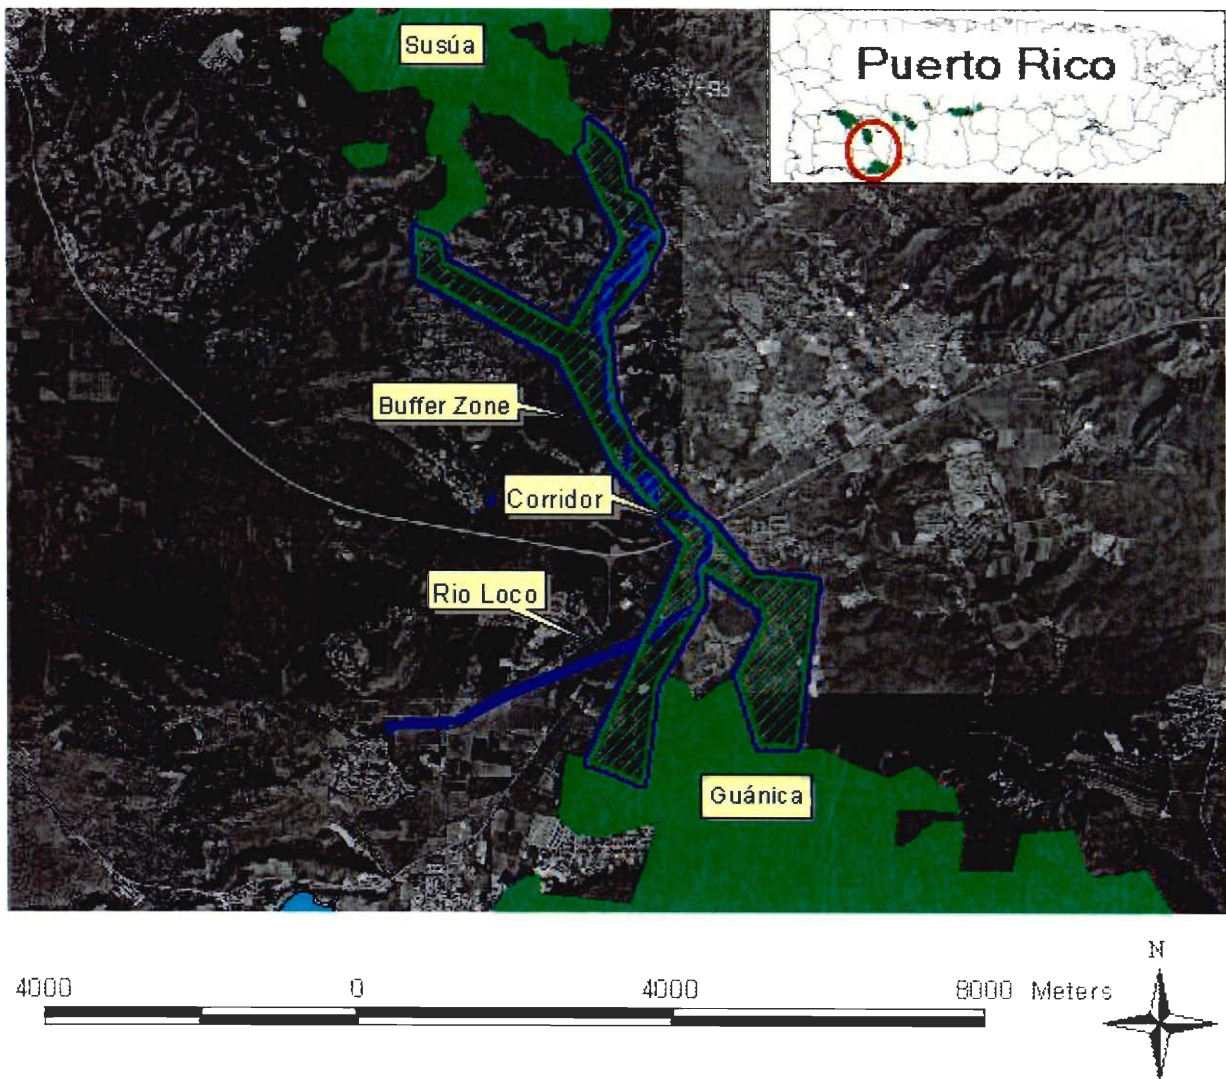 Susúa
Puerto Rico
Buffer Zone
Corridor
Rio Loco
Guánica
4000 0 4000 8000 Meters
N